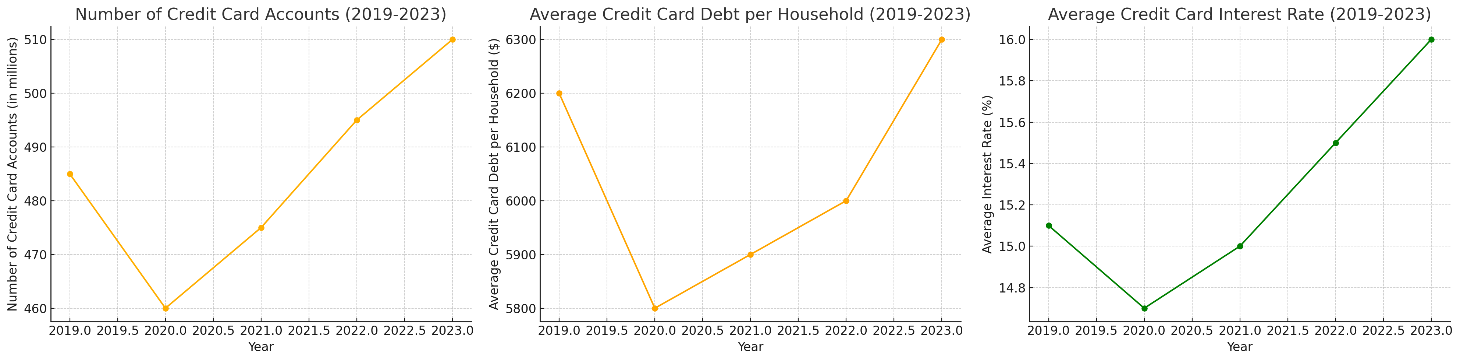 Number of Credit Card Accounts (2019-2023)
Number of Credit Card Accounts (in millions)
510
500
490
480
470
460
2019.0 2019.5 2020.0 2020.5 2021.0 2021.5 2022.0 2022.5 2023.0
Year
Average Credit Card Debt per Household (2019-2023)
Average Credit Card Debt per Household ($)
6300
6200
6100
6000
5900
5800
2019.0 2019.5 2020.0 2020.5 2021.0 2021.5 2022.0 2022.5 2023.0
Year
Average Credit Card Interest Rate (2019-2023)
Average Interest Rate (%)
16.0
15.8
15.6
15.4
15.2
15.0
14.8
2019.0 2019.5 2020.0 2020.5 2021.0 2021.5 2022.0 2022.5 2023.0
Year